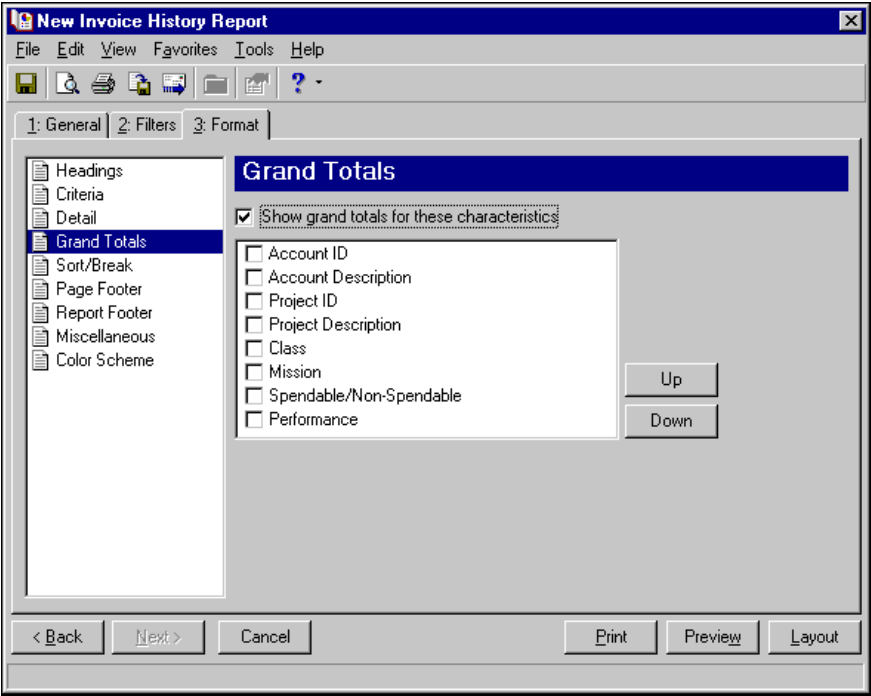 New Invoice History Report
File Edit View Favorites Tools Help
?
1: General 2: Filters 3: Format
Headings
Criteria
Detail
Grand Totals
Sort/Break
Page Footer
Report Footer
Miscellaneous
Color Scheme
Grand Totals
Show grand totals for these characteristics
Account ID
Account Description
Project ID
Project Description
Class
Mission
Spendable/Non-Spendable
Performance
Up
Down
< Back Next > Cancel Print Preview Layout